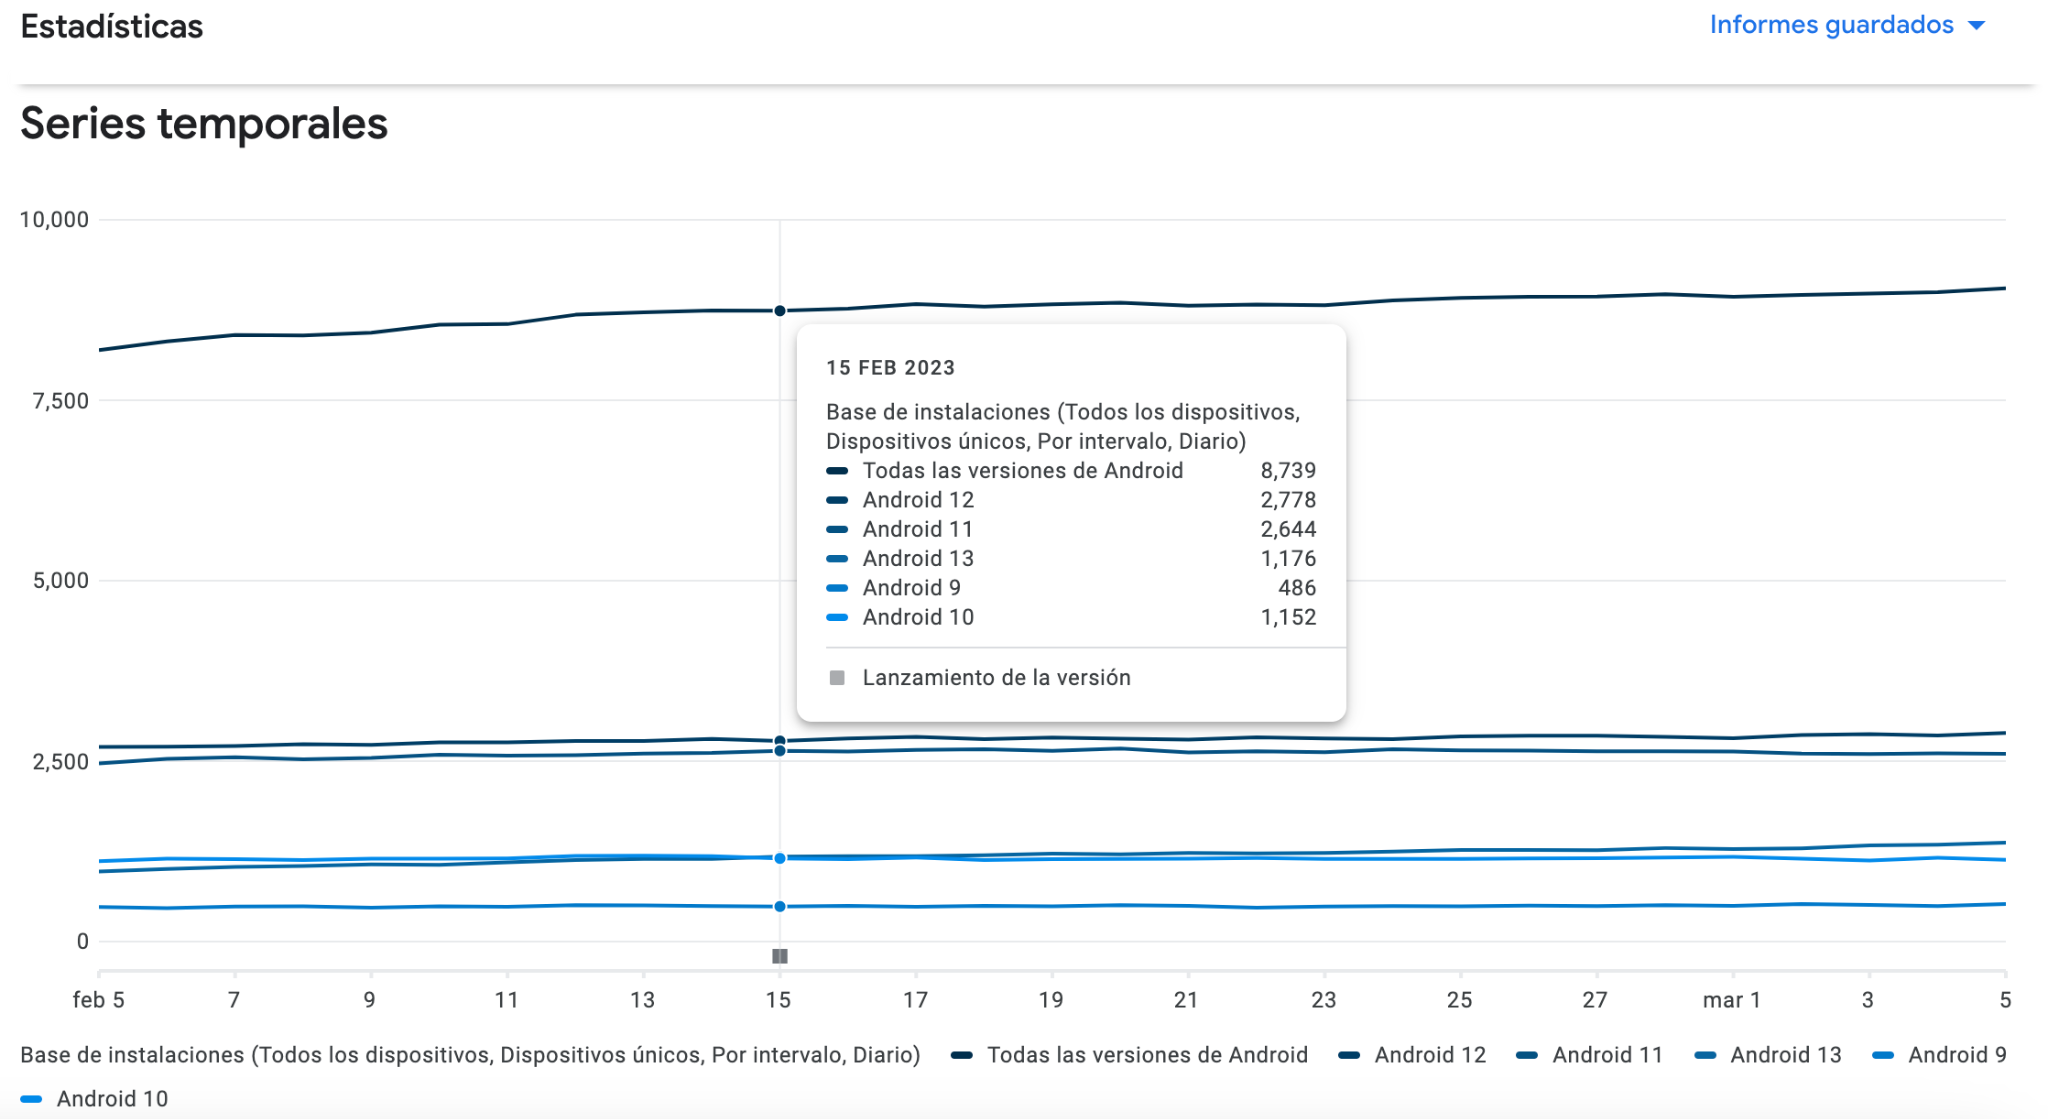 Estadísticas
Informes guardados
Series temporales
10,000
7,500
5,000
2,500
0
15 FEB 2023
Base de instalaciones (Todos los dispositivos,
Dispositivos únicos, Por intervalo, Diario)
Todas las versiones de Android 8,739
Android 12 2,778
Android 11 2,644
Android 13 1,176
Android 9 486
Android 10 1,152
Lanzamiento de la versión
feb 5 7 9 11 13 15 17 19 21 23 25 27 mar 1 3 5
Base de instalaciones (Todos los dispositivos, Dispositivos únicos, Por intervalo, Diario) Todas las versiones de Android Android 12 Android 11 Android 13 Android 9
Android 10